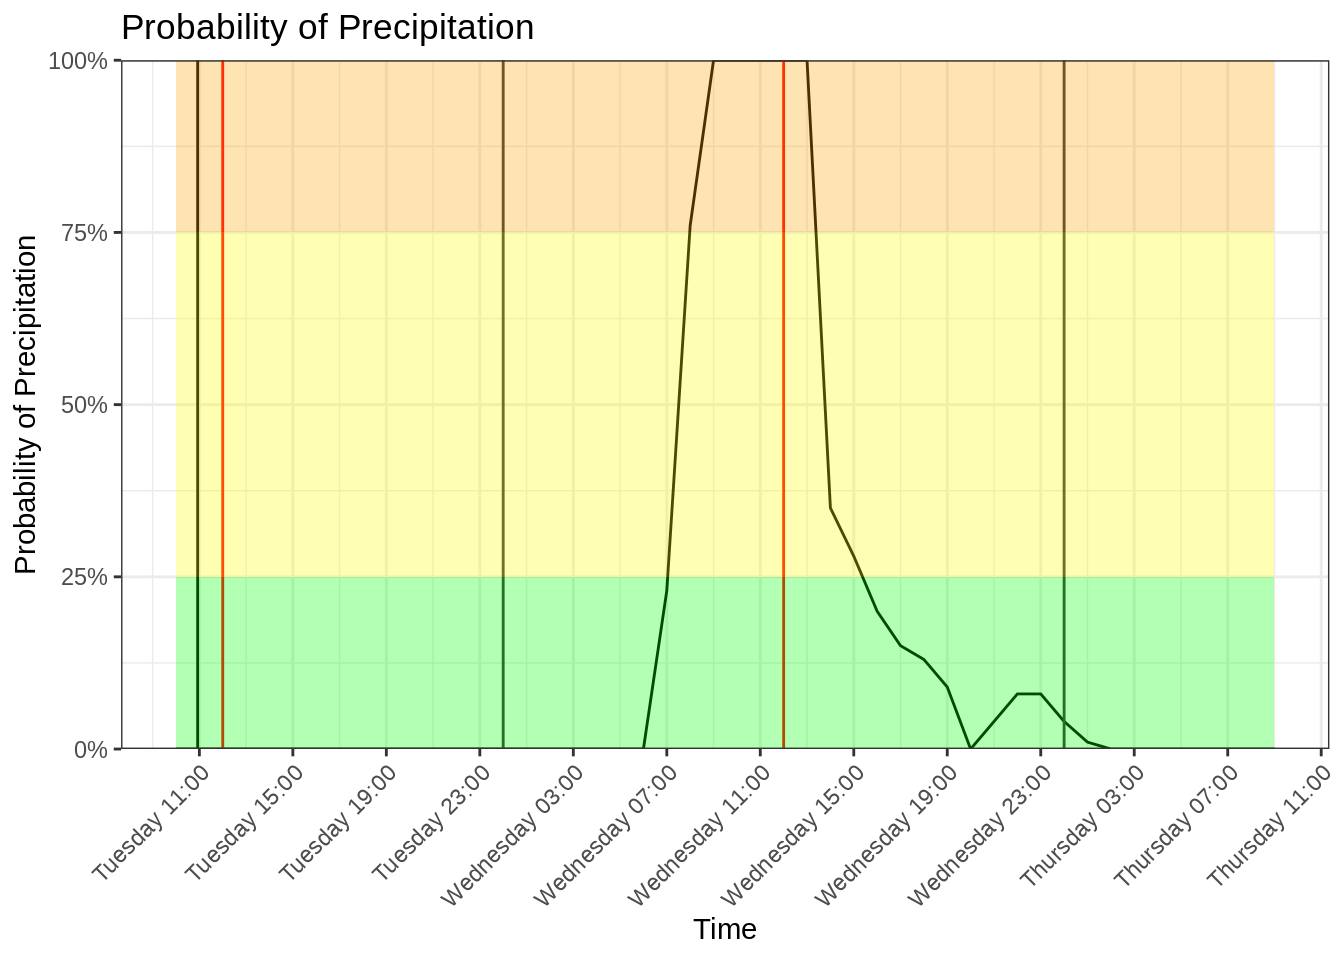 Probability of Precipitation
100%
75%
50%
25%
0%
Probability of Precipitation
Tuesday 11:00
Tuesday 15:00
Tuesday 19:00
Tuesday 23:00
Wednesday 03:00
Wednesday 07:00
Wednesday 11:00
Wednesday 15:00
Wednesday 19:00
Wednesday 23:00
Thursday 03:00
Thursday 07:00
Thursday 11:00
Time